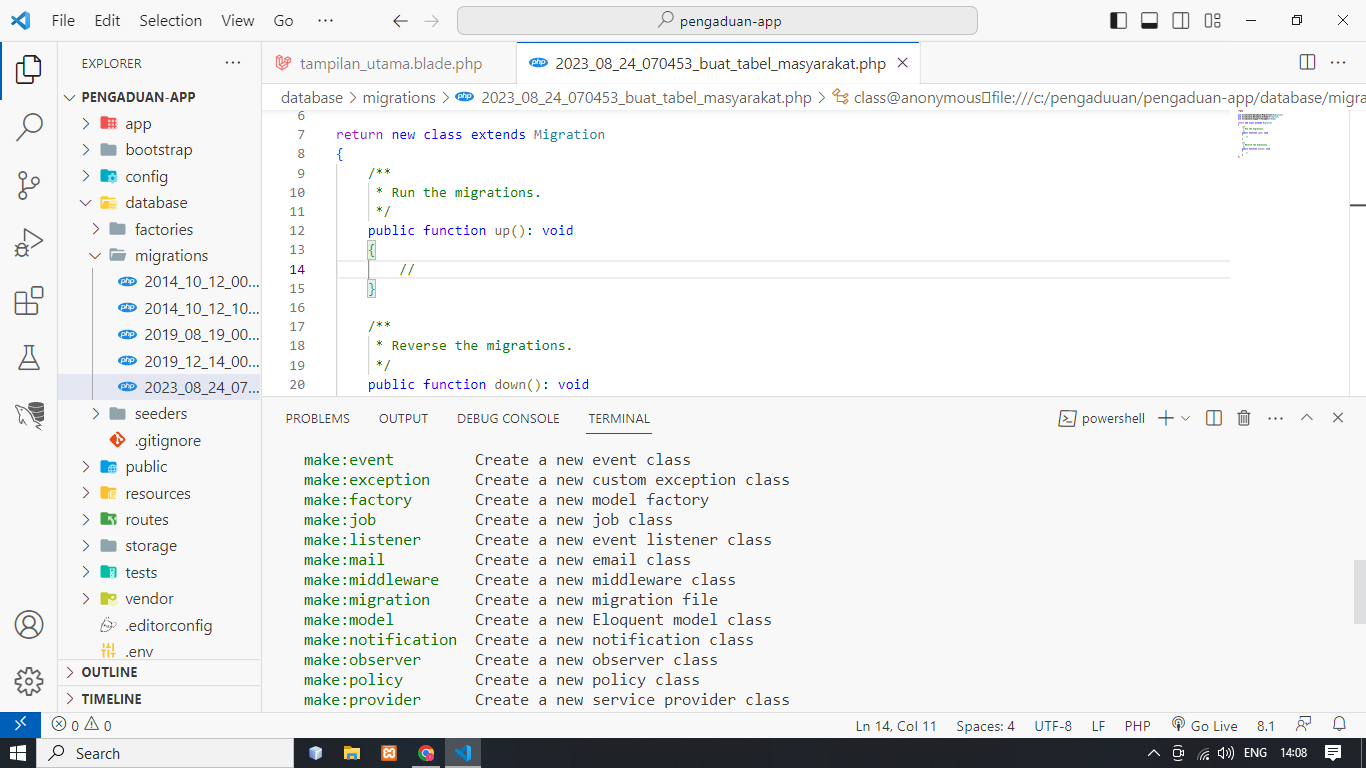 File Edit Selection View Go ··· pengaduan-app
EXPLORER ···
PENGADUAN-APP
app
bootstrap
config
database
factories
migrations
php 2014_10_12_00...
php 2014_10_12_10...
php 2019_08_19_00...
php 2019_12_14_00...
php 2023_08_24_07...
seeders
.gitignore
public
resources
routes
storage
tests
vendor
.editorconfig
.env
OUTLINE
TIMELINE
tampilan_utama.blade.php php 2023_08_24_070453_buat_tabel_masyarakat.php
database > migrations > php 2023_08_24_070453_buat_tabel_masyarakat.php > class@anonymous file:///c:/pengaduuan/pengaduan-app/database/migra
6
7 return new class extends Migration
8 {
9 /**
10 * Run the migrations.
11 */
12 public function up(): void
13 {
14 //
15 }
16
17 /**
18 * Reverse the migrations.
19 */
20 public function down(): void
PROBLEMS OUTPUT DEBUG CONSOLE TERMINAL powershell ···
make:event Create a new event class
make:exception Create a new custom exception class
make:factory Create a new model factory
make:job Create a new job class
make:listener Create a new event listener class
make:mail Create a new email class
make:middleware Create a new middleware class
make:migration Create a new migration file
make:model Create a new Eloquent model class
make:notification Create a new notification class
make:observer Create a new observer class
make:policy Create a new policy class
make:provider Create a new service provider class
0 0 Ln 14, Col 11 Spaces: 4 UTF-8 LF PHP Go Live 8.1
Search ENG 14:08